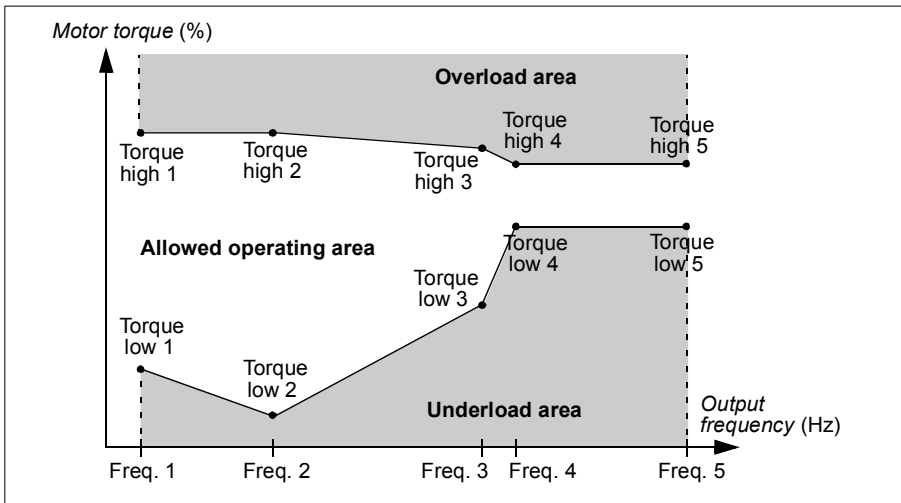 Motor torque (%)
Overload area
Torque
high 1
Torque
high 2
Torque
high 3
Torque
high 4
Torque
high 5
Allowed operating area
Torque
low 1
Torque
low 2
Torque
low 3
Torque
low 4
Torque
low 5
Underload area
Output
frequency (Hz)
Freq. 1
Freq. 2
Freq. 3
Freq. 4
Freq. 5